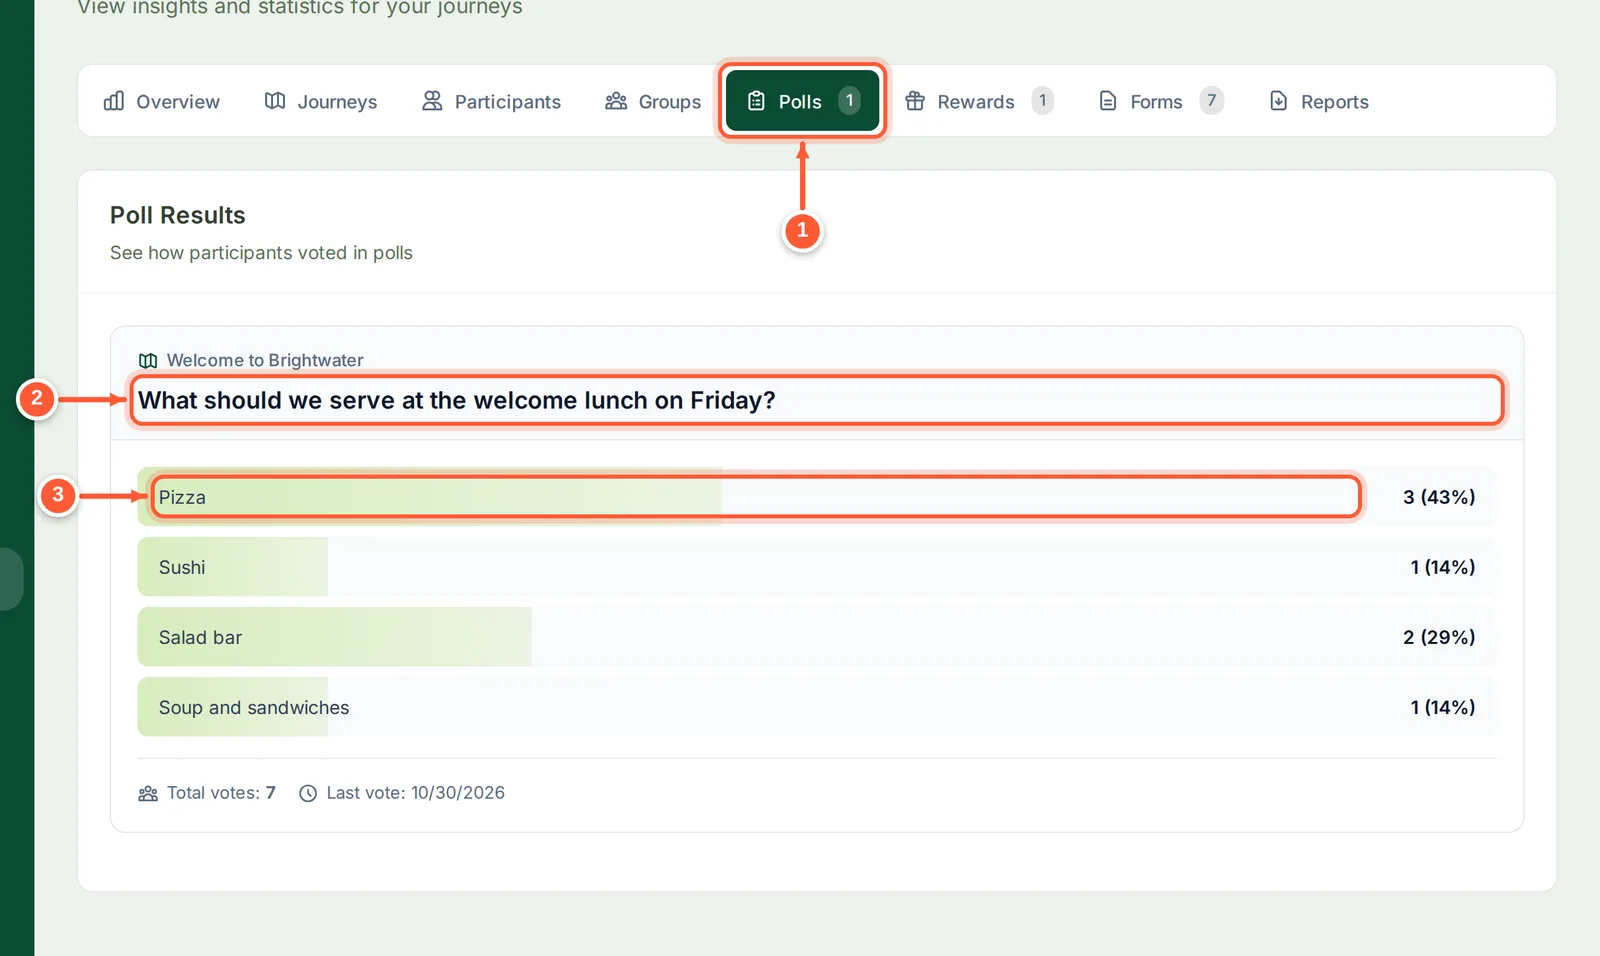 View insights and statistics for your journeys
Overview Journeys Participants Groups Polls 1 Rewards 1 Forms 7 Reports
1
Poll Results
See how participants voted in polls
Welcome to Brightwater
2 What should we serve at the welcome lunch on Friday?
3 Pizza 3 (43%)
Sushi 1 (14%)
Salad bar 2 (29%)
Soup and sandwiches 1 (14%)
Total votes: 7 Last vote: 10/30/2026